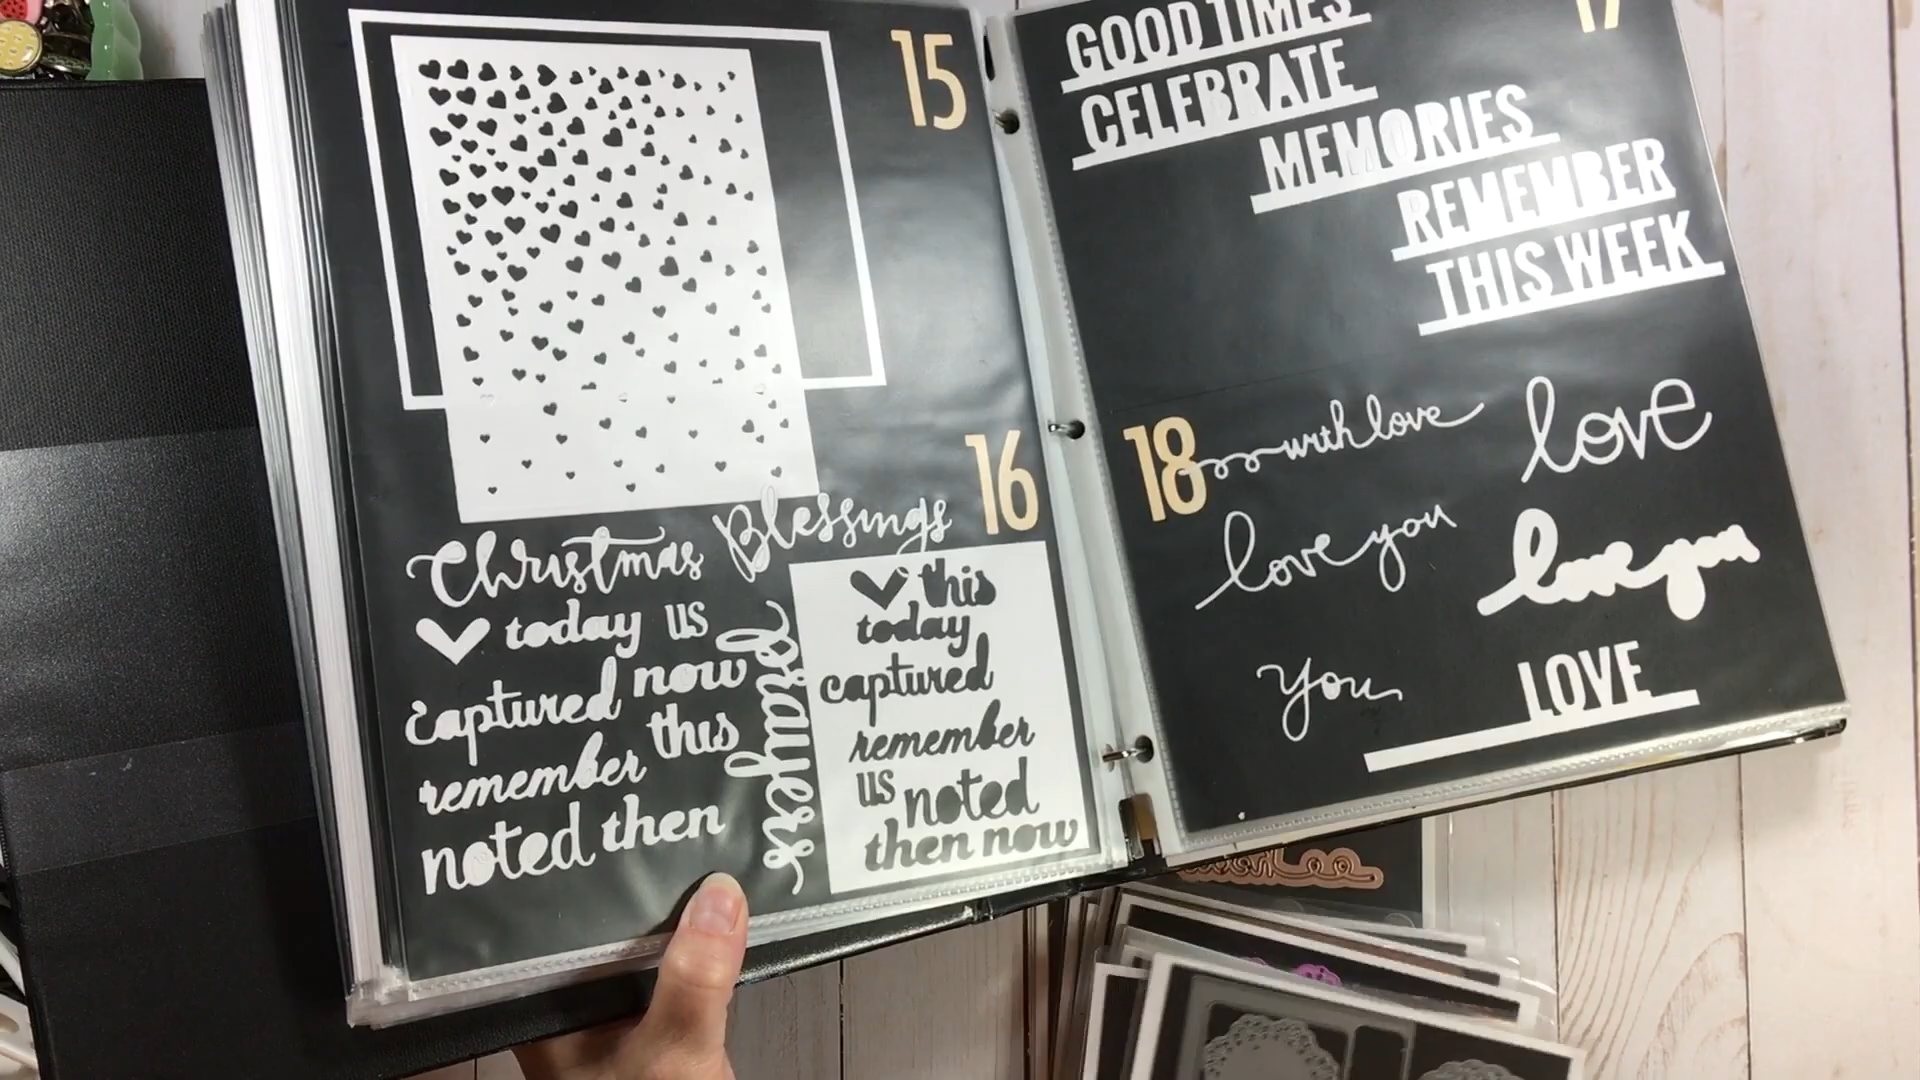 15
16
Christmas Blessings
today us
captured now
remember this
noted then
prayers
this
today
captured
remember
us noted
then now
17
GOOD TIMES
CELEBRATE
MEMORIES
REMEMBER
THIS WEEK
18
with love
love
love you
love you
you
LOVE